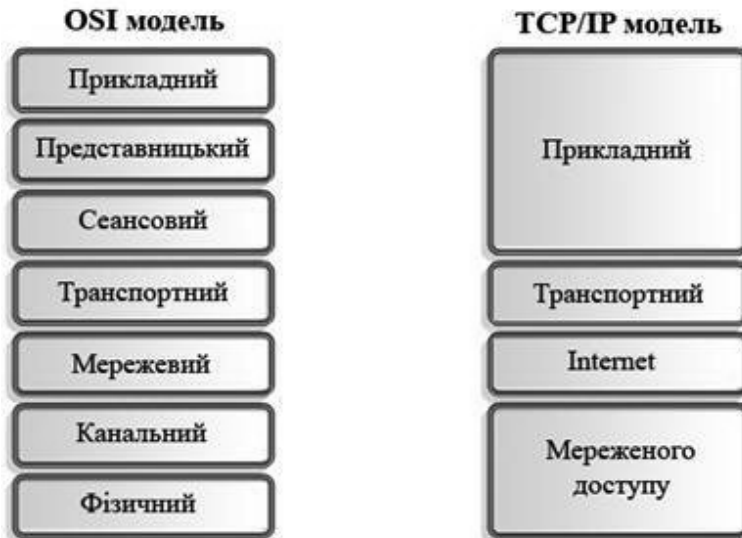 OSI модель
Прикладний
Представницький
Сеансовий
Транспортний
Мережевий
Канальний
Фізичний
TCP/IP модель
Прикладний
Транспортний
Internet
Мереженого
доступу